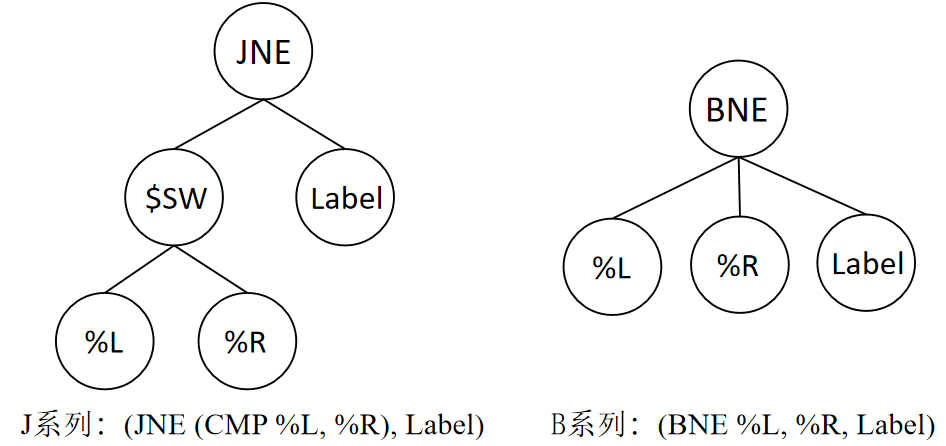 JNE
$SW
Label
%L
%R
J系列：(JNE (CMP %L, %R), Label)
BNE
%L
%R
Label
B系列：(BNE %L, %R, Label)